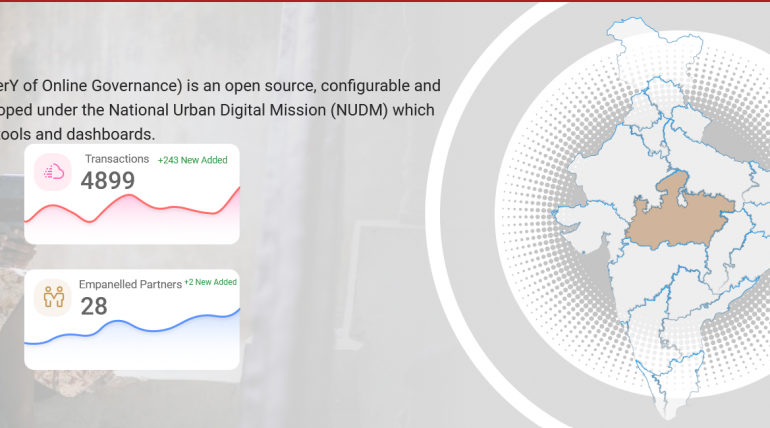 erY of Online Governance) is an open source, configurable and
oped under the National Urban Digital Mission (NUDM) which
tools and dashboards.
Transactions +243 New Added
4899
Empanelled Partners +2 New Added
28